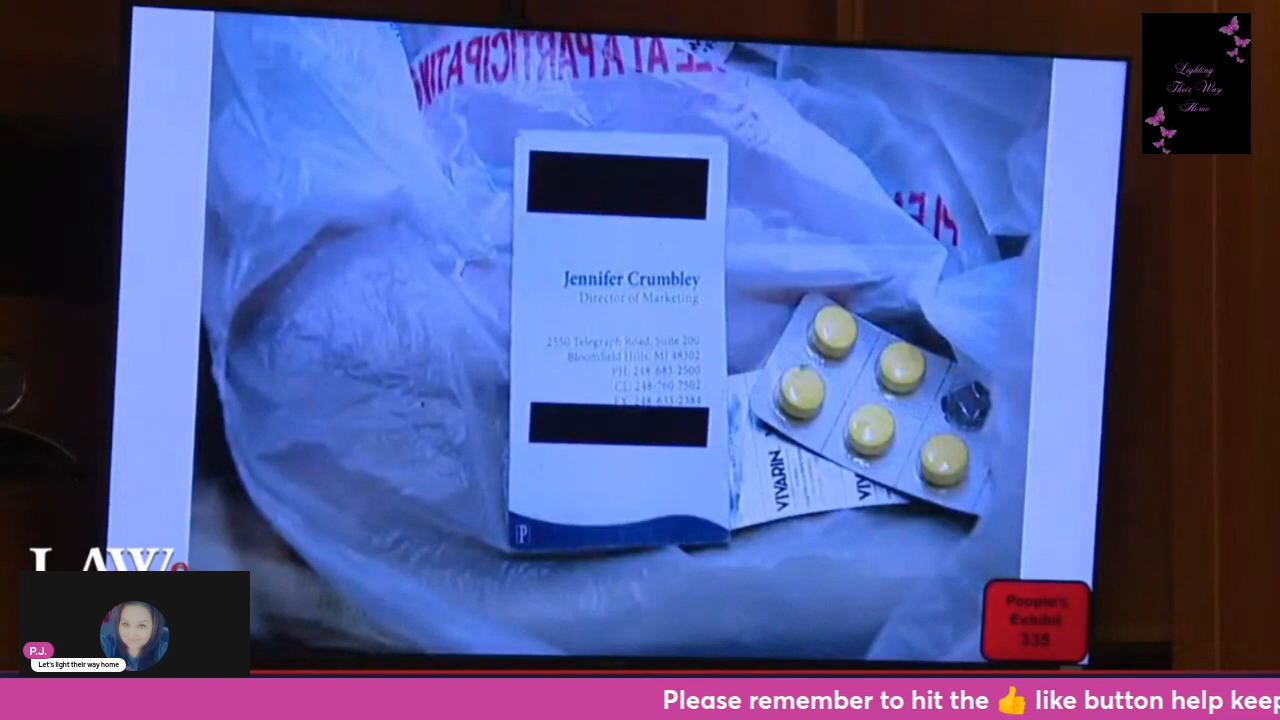 Lighting
Their Way
Home
Jennifer Crumbley
Director of Marketing
2550 Telegraph Road, Suite 200
Bloomfield Hills, MI 48302
PH: 248-683-2500
CL: 248-760-7502
VIVARIN
People's
Exhibit
335
LAW
P.J.
Let's light their way home
Please remember to hit the 👍 like button help keep